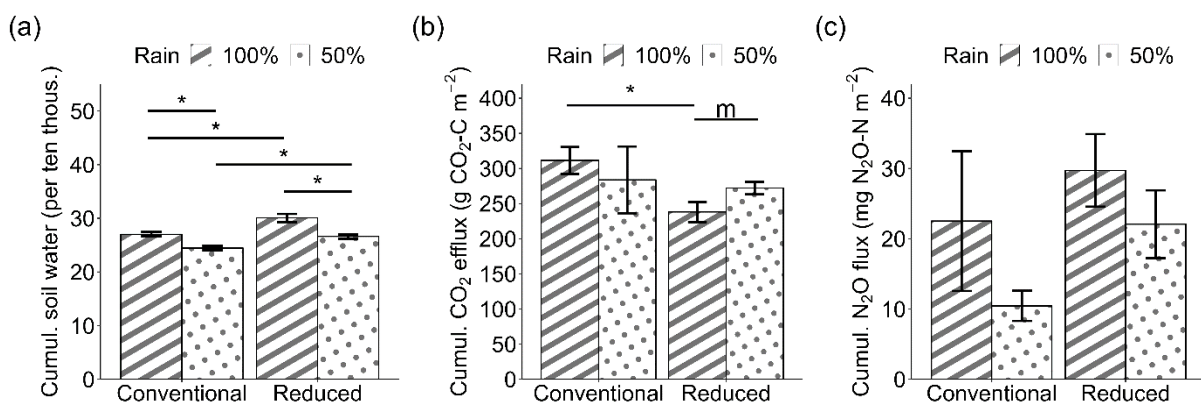 (a)
Rain 100% 50%
Cumul. soil water (per ten thous.)
50
40
30
20
10
0
* 
*
*
*
Conventional Reduced
(b)
Rain 100% 50%
Cumul. CO₂ efflux (g CO₂-C m⁻²)
400
350
300
250
200
150
100
50
0
*
m
Conventional Reduced
(c)
Rain 100% 50%
Cumul. N₂O flux (mg N₂O-N m⁻²)
40
30
20
10
0
Conventional Reduced